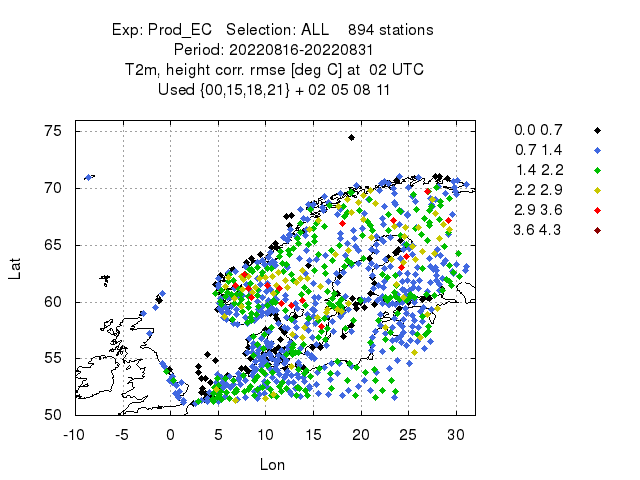 Exp: Prod_EC   Selection: ALL    894 stations
Period: 20220816-20220831
T2m, height corr. rmse [deg C] at  02 UTC
Used {00,15,18,21} + 02 05 08 11
75
70
65
60
55
50
Lat
-10 -5 0 5 10 15 20 25 30
Lon
0.0 0.7
0.7 1.4
1.4 2.2
2.2 2.9
2.9 3.6
3.6 4.3